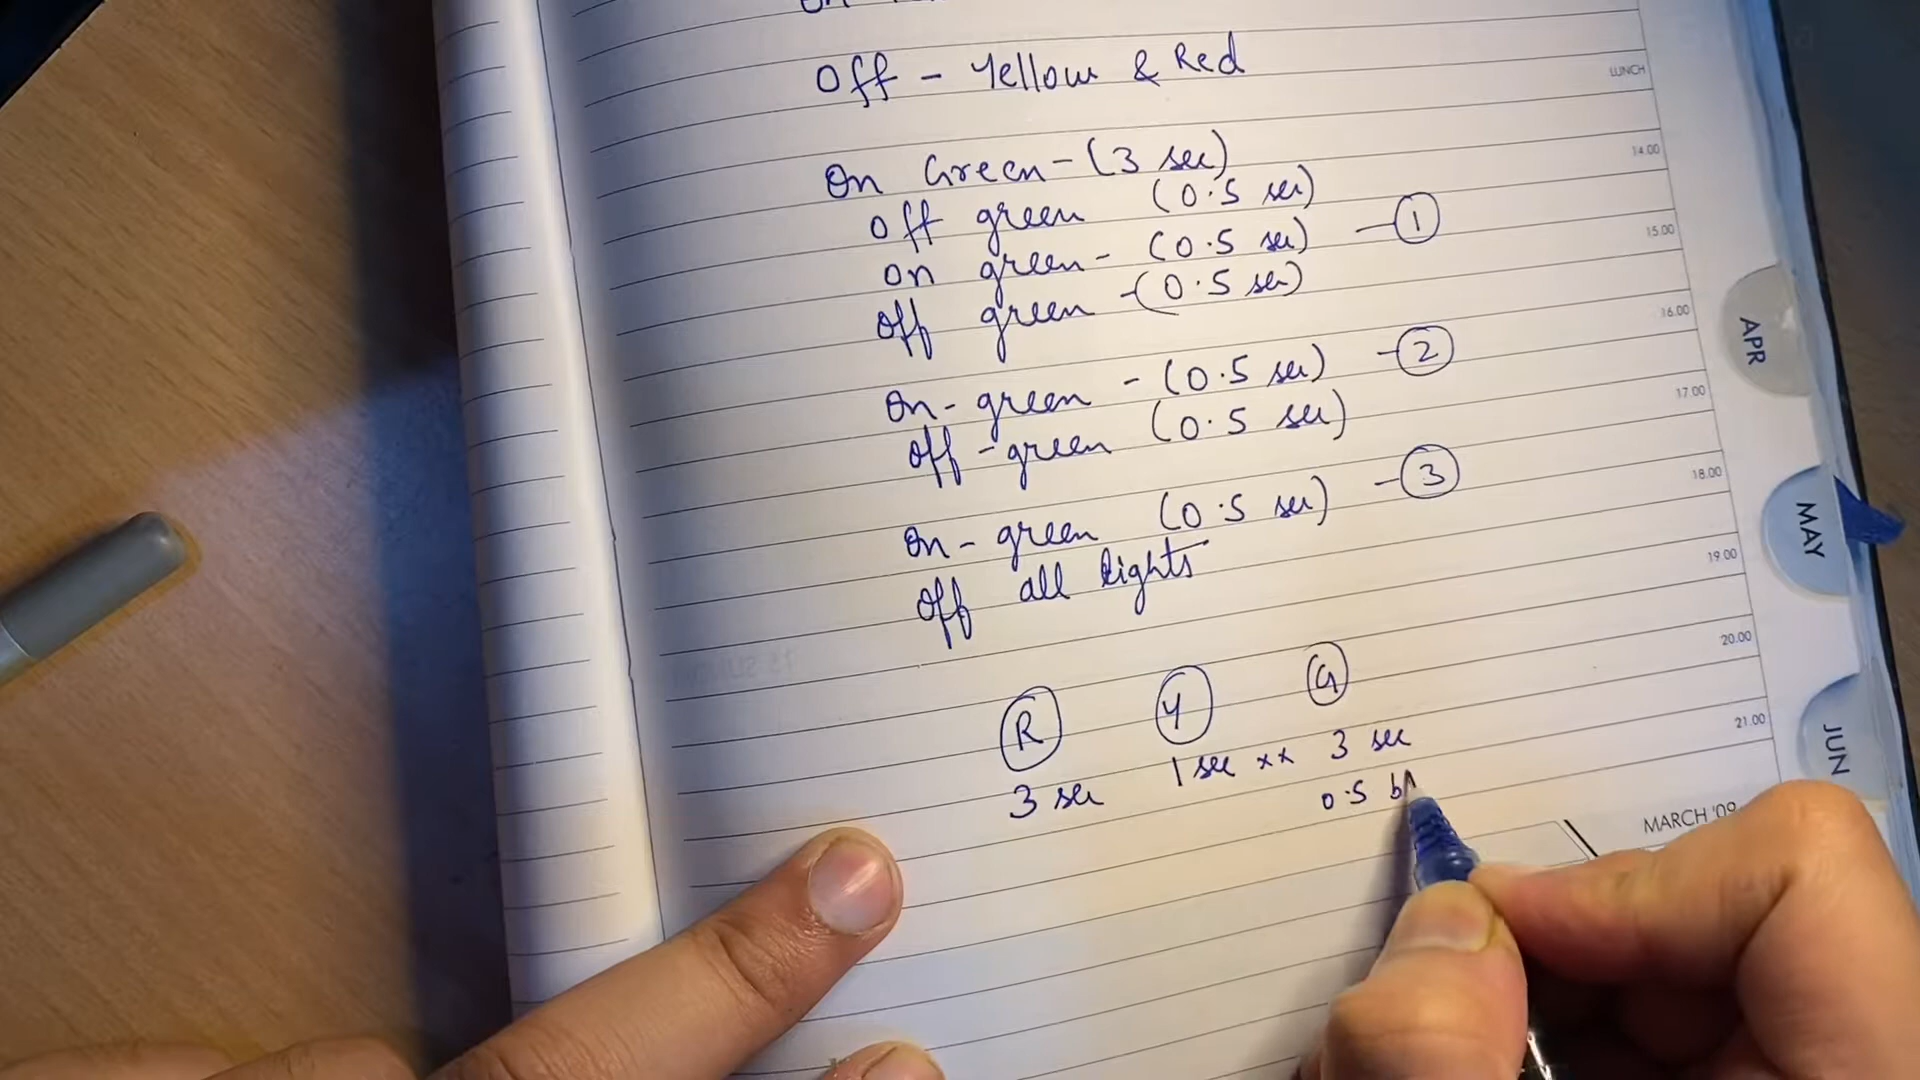 Off - Yellow & Red
LUNCH
On Green - (3 sec)
14.00
Off green (0.5 sec)
on green - (0.5 sec) - 1
15.00
off green - (0.5 sec)
16.00
On - green - (0.5 sec) - 2
off - green (0.5 sec)
17.00
On - green (0.5 sec) - 3
18.00
off all lights
19.00
20.00
R Y G
21.00
3 sec 1 sec xx 3 sec
0.5
MARCH '09
APR
MAY
JUN